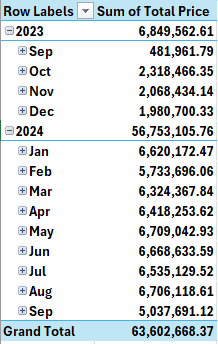 Row Labels Sum of Total Price
2023 6,849,562.61
Sep 481,961.79
Oct 2,318,466.35
Nov 2,068,434.14
Dec 1,980,700.33
2024 56,753,105.76
Jan 6,620,172.47
Feb 5,733,696.06
Mar 6,324,367.84
Apr 6,418,253.62
May 6,709,042.93
Jun 6,668,633.59
Jul 6,535,129.52
Aug 6,706,118.61
Sep 5,037,691.12
Grand Total 63,602,668.37